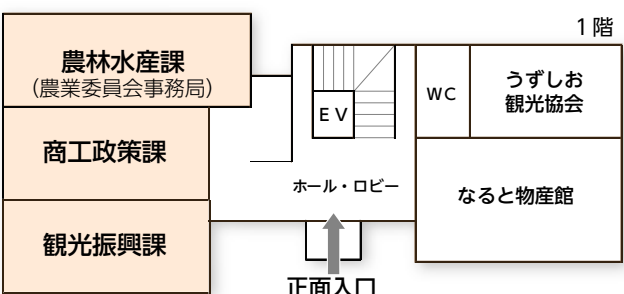 1階
農林水産課
（農業委員会事務局）
商工政策課
観光振興課
EV
WC
うずしお
観光協会
ホール・ロビー
なると物産館
正面入口